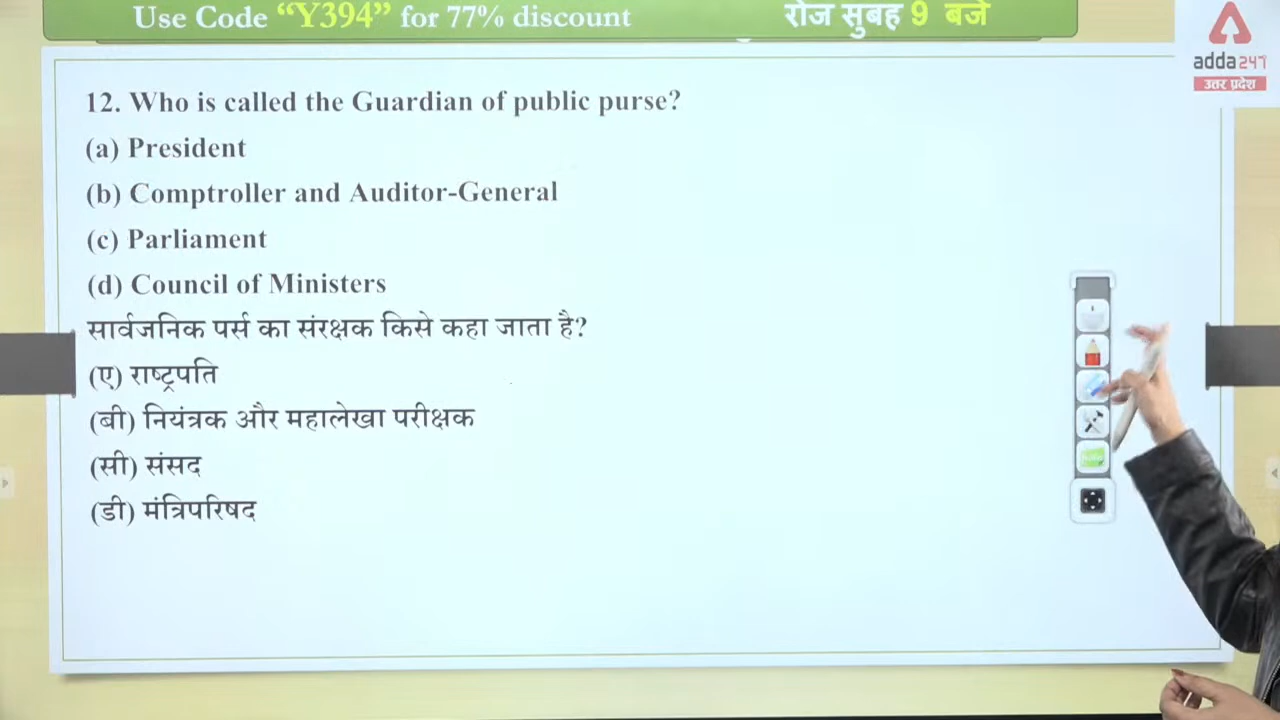 Use Code “Y394” for 77% discount
रोज सुबह 9 बजे
adda247
उत्तर प्रदेश
12. Who is called the Guardian of public purse?
(a) President
(b) Comptroller and Auditor-General
(c) Parliament
(d) Council of Ministers
सार्वजनिक पर्स का संरक्षक किसे कहा जाता है?
(ए) राष्ट्रपति
(बी) नियंत्रक और महालेखा परीक्षक
(सी) संसद
(डी) मंत्रिपरिषद